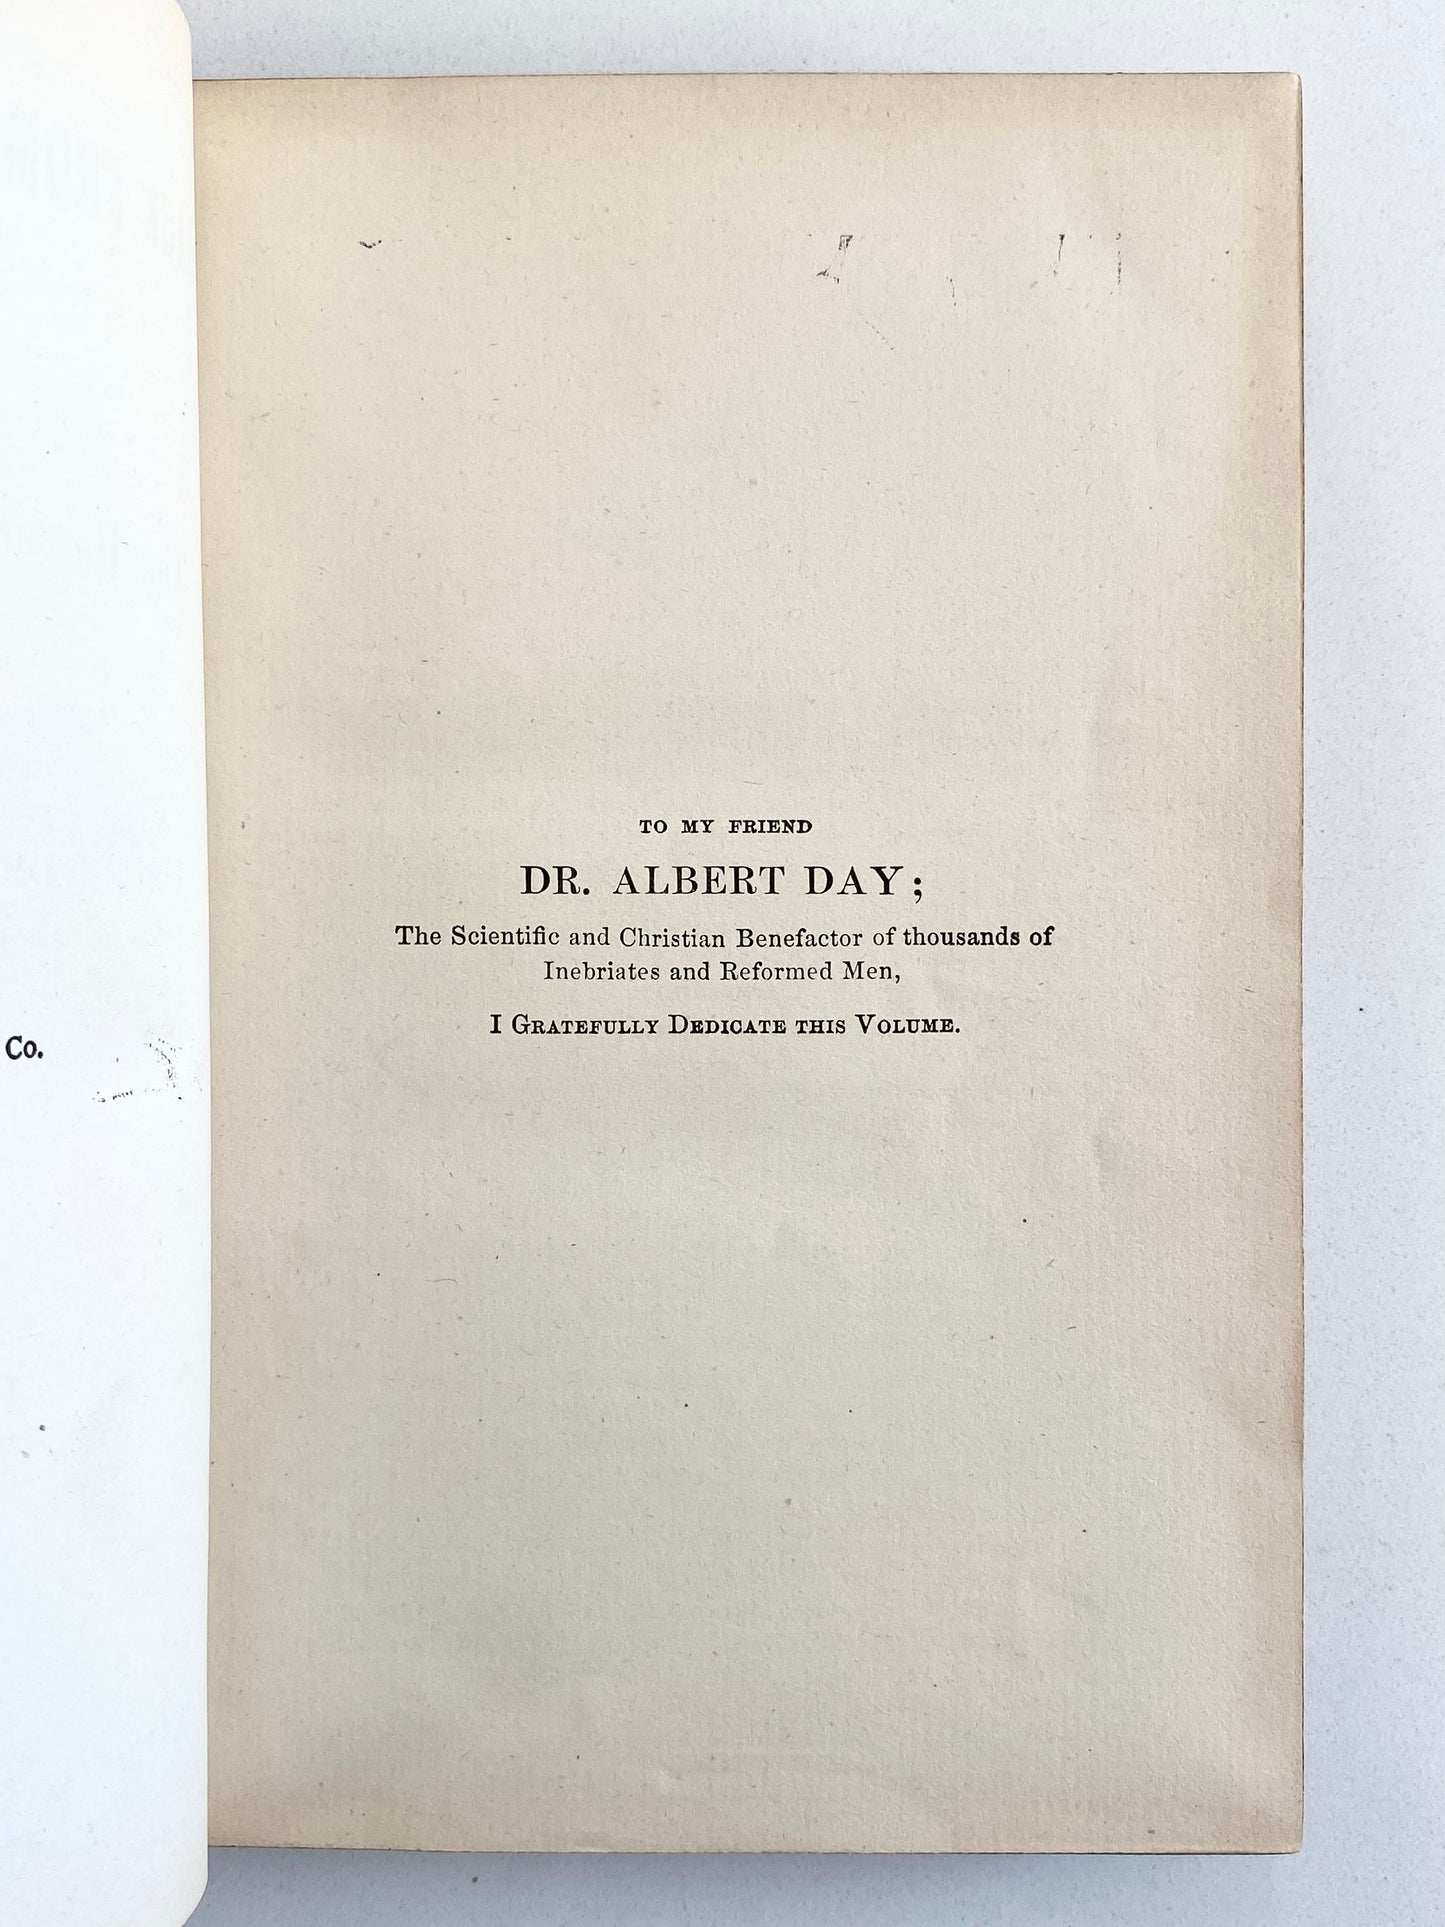 Co.
TO MY FRIEND
DR. ALBERT DAY;
The Scientific and Christian Benefactor of thousands of
Inebriates and Reformed Men,
I GRATEFULLY DEDICATE THIS VOLUME.